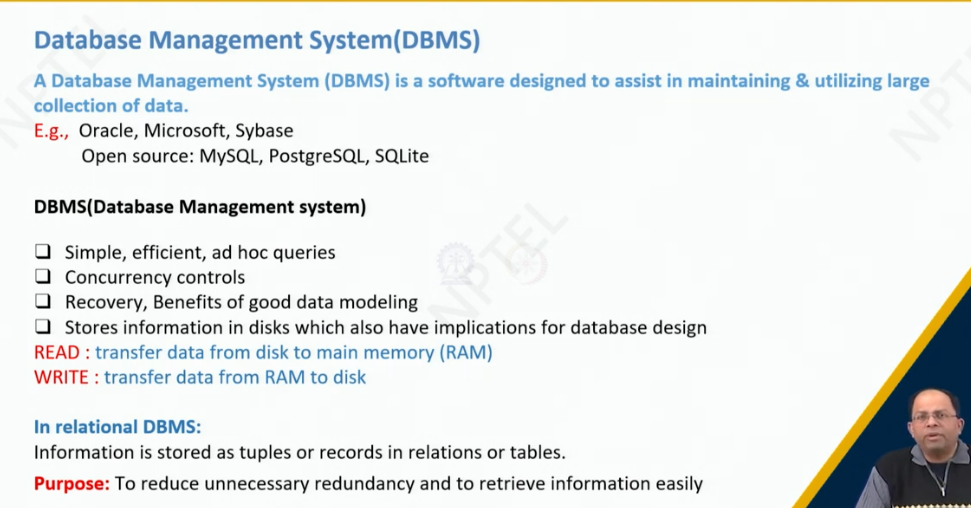 Database Management System(DBMS)
A Database Management System (DBMS) is a software designed to assist in maintaining & utilizing large
collection of data.
E.g., Oracle, Microsoft, Sybase
Open source: MySQL, PostgreSQL, SQLite
DBMS(Database Management system)
❑ Simple, efficient, ad hoc queries
❑ Concurrency controls
❑ Recovery, Benefits of good data modeling
❑ Stores information in disks which also have implications for database design
READ : transfer data from disk to main memory (RAM)
WRITE : transfer data from RAM to disk
In relational DBMS:
Information is stored as tuples or records in relations or tables.
Purpose: To reduce unnecessary redundancy and to retrieve information easily
NPTEL
NPTEL
NPTEL